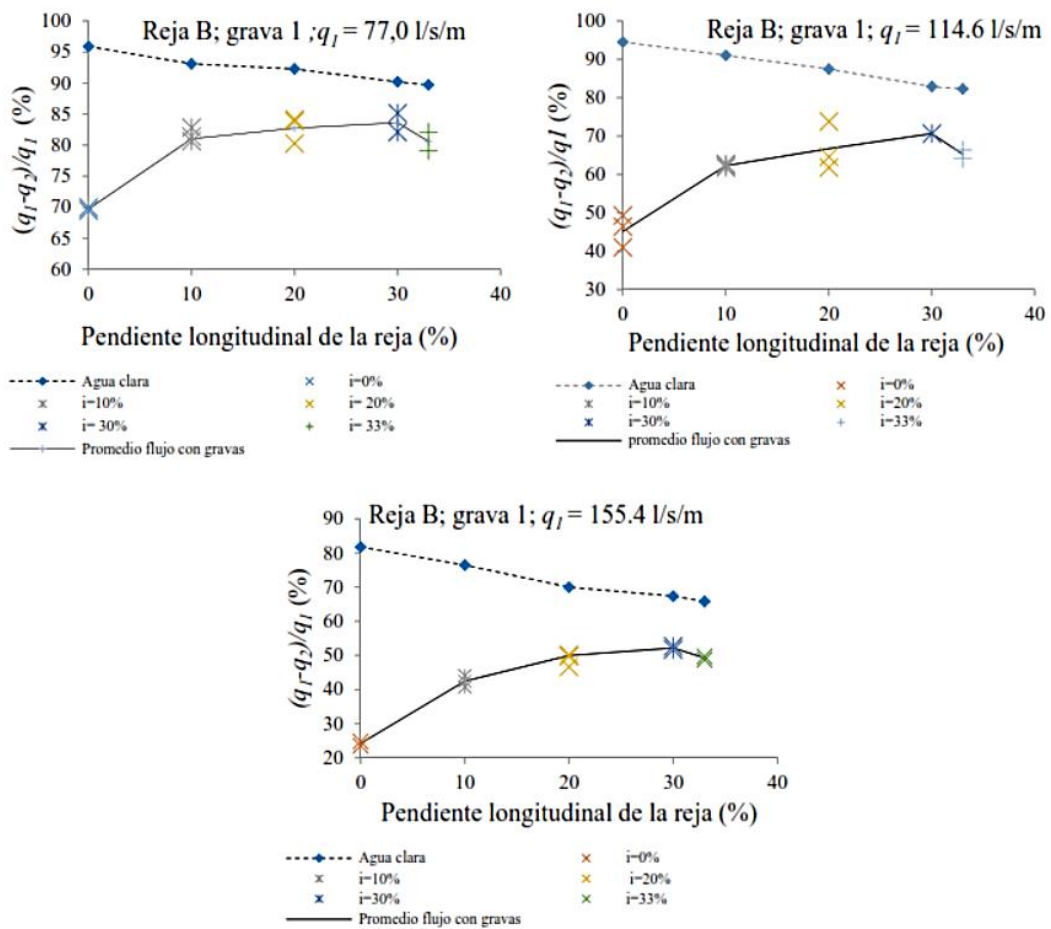 Reja B; grava 1 ;q1 = 77,0 l/s/m
(q1-q2)/q1 (%)
100
95
90
85
80
75
70
65
60
0 10 20 30 40
Pendiente longitudinal de la reja (%)
Agua clara i=0%
i=10% i= 20%
i= 30% i= 33%
Promedio flujo con gravas
Reja B; grava 1; q1 = 114.6 l/s/m
(q1-q2)/q1 (%)
100
90
80
70
60
50
40
30
0 10 20 30 40
Pendiente longitudinal de la reja (%)
Agua clara i=0%
i=10% i=20%
i=30% i=33%
promedio flujo con gravas
Reja B; grava 1; q1 = 155.4 l/s/m
(q1-q2)/q1 (%)
90
80
70
60
50
40
30
20
0 10 20 30 40
Pendiente longitudinal de la reja (%)
Agua clara i=0%
i=10% i=20%
i=30% i=33%
Promedio flujo con gravas